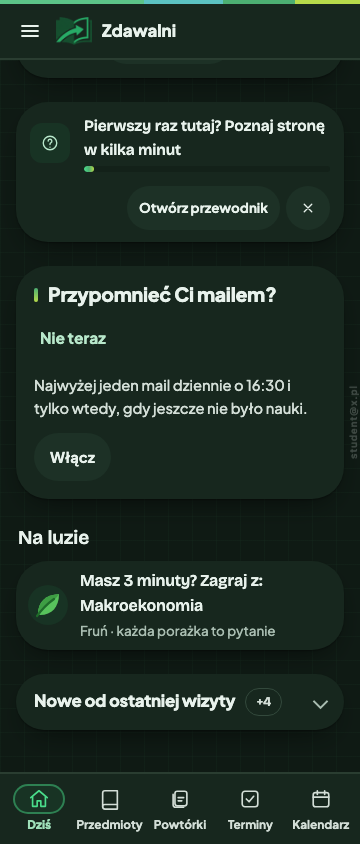 Zdawalni
Pierwszy raz tutaj? Poznaj stronę
w kilka minut
Otwórz przewodnik
Przypomnieć Ci mailem?
Nie teraz
Najwyżej jeden mail dziennie o 16:30 i
tylko wtedy, gdy jeszcze nie było nauki.
Włącz
student@x.pl
Na luzie
Masz 3 minuty? Zagraj z:
Makroekonomia
Fruń · każda porażka to pytanie
Nowe od ostatniej wizyty +4
Dziś Przedmioty Powtórki Terminy Kalendarz